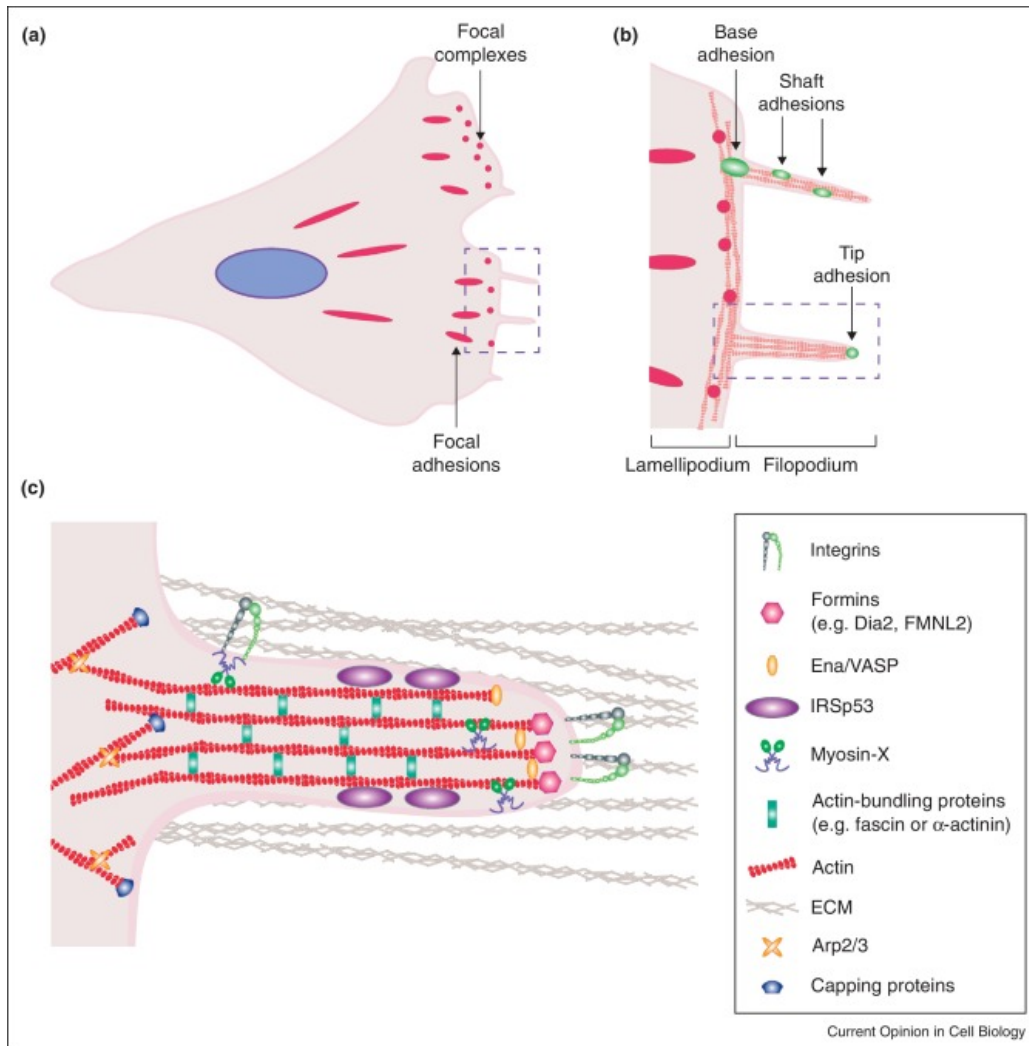 (a)
Focal
complexes
Focal
adhesions
(b)
Base
adhesion
Shaft
adhesions
Tip
adhesion
Lamellipodium
Filopodium
(c)
Integrins
Formins
(e.g. Dia2, FMNL2)
Ena/VASP
IRSp53
Myosin-X
Actin-bundling proteins
(e.g. fascin or α-actinin)
Actin
ECM
Arp2/3
Capping proteins
Current Opinion in Cell Biology